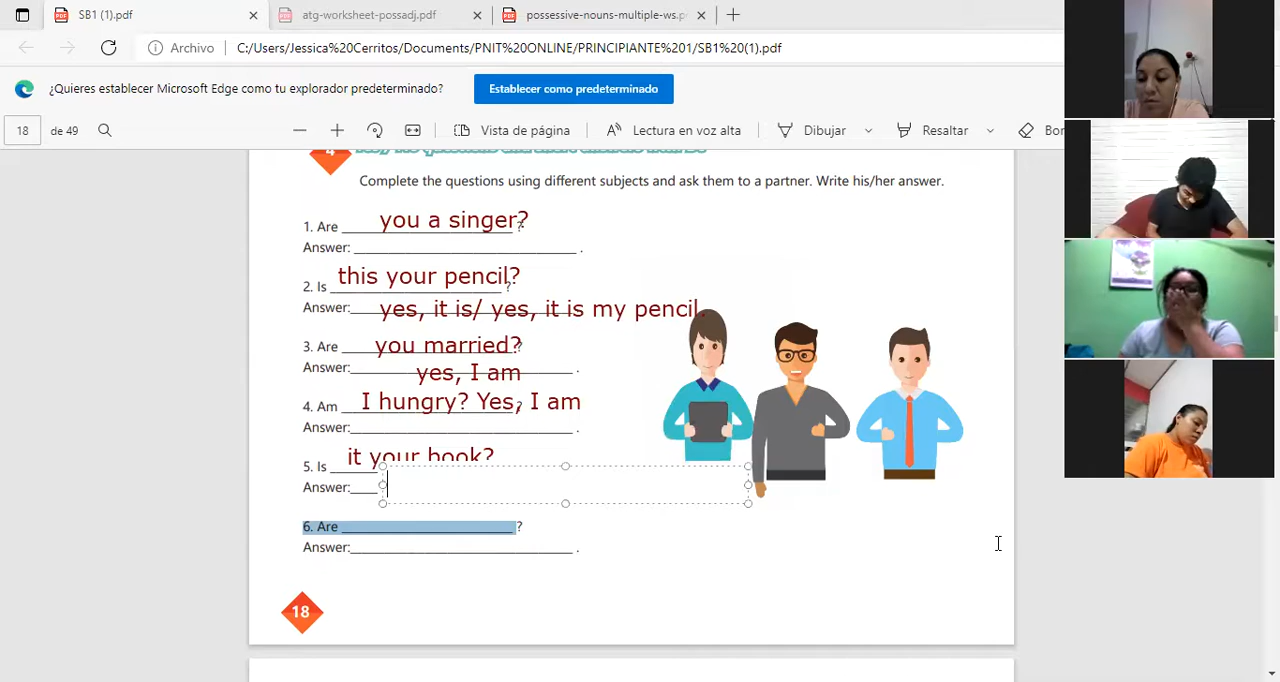 SB1 (1).pdf
atg-worksheet-possadj.pdf
possessive-nouns-multiple-ws.p
Archivo
C:/Users/Jessica%20Cerritos/Documents/PNIT%20ONLINE/PRINCIPIANTE%201/SB1%20(1).pdf
¿Quieres establecer Microsoft Edge como tu explorador predeterminado?
Establecer como predeterminado
18 de 49
Vista de página
Lectura en voz alta
Dibujar
Resaltar
Bor
Complete the questions using different subjects and ask them to a partner. Write his/her answer.
1. Are you a singer? ?
Answer: .
2. Is this your pencil? ?
Answer: yes, it is/ yes, it is my pencil.
3. Are you married? ?
Answer: yes, I am .
4. Am I hungry? Yes, I am ?
Answer: .
5. Is it your book?
Answer:
6. Are ?
Answer: .
18